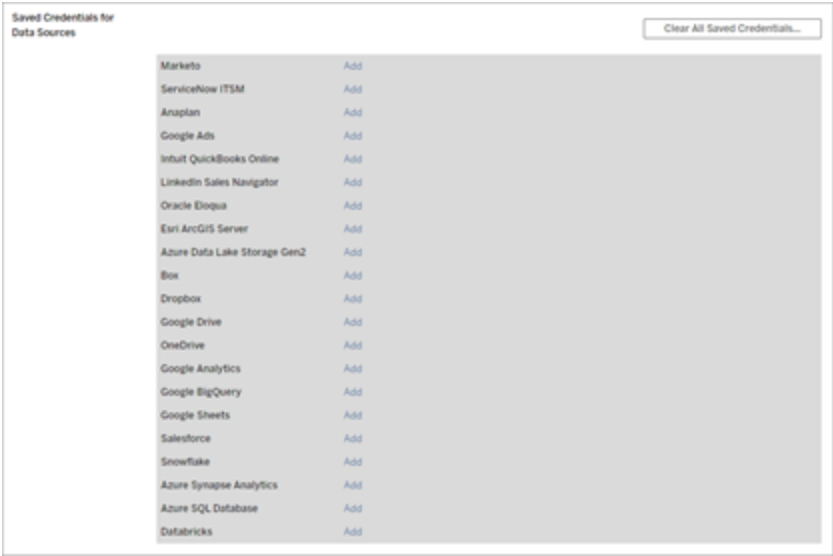 Saved Credentials for
Data Sources
Clear All Saved Credentials...
Marketo Add
ServiceNow ITSM Add
Anaplan Add
Google Ads Add
Intuit QuickBooks Online Add
LinkedIn Sales Navigator Add
Oracle Eloqua Add
Esri ArcGIS Server Add
Azure Data Lake Storage Gen2 Add
Box Add
Dropbox Add
Google Drive Add
OneDrive Add
Google Analytics Add
Google BigQuery Add
Google Sheets Add
Salesforce Add
Snowflake Add
Azure Synapse Analytics Add
Azure SQL Database Add
Databricks Add